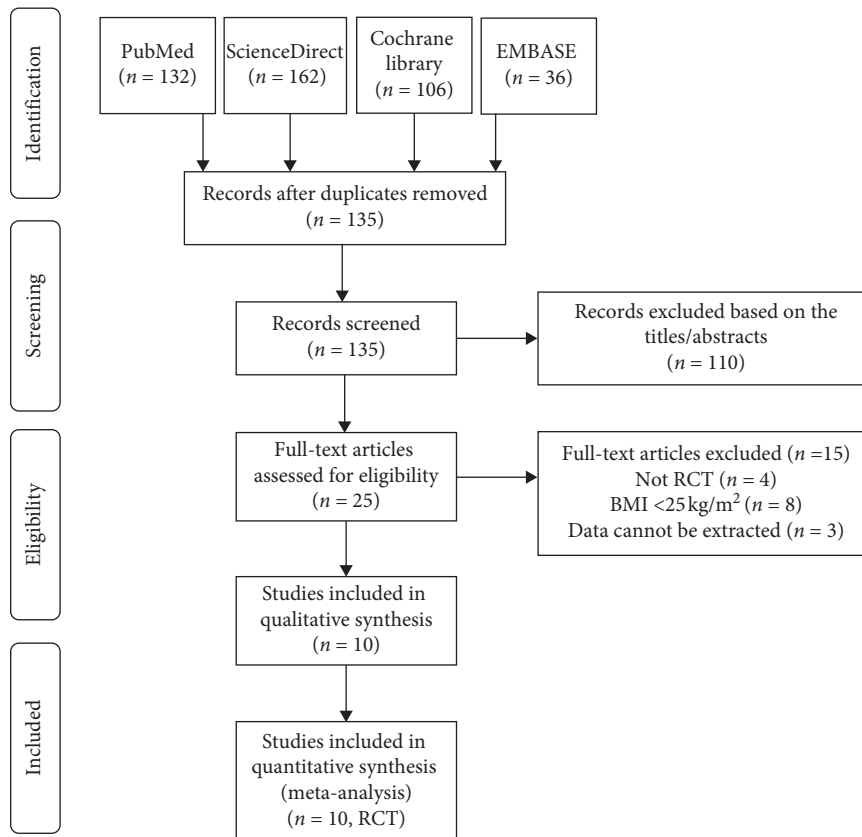 Identification
PubMed
(n = 132)
ScienceDirect
(n = 162)
Cochrane
library
(n = 106)
EMBASE
(n = 36)
Records after duplicates removed
(n = 135)
Screening
Records screened
(n = 135)
Records excluded based on the
titles/abstracts
(n = 110)
Eligibility
Full-text articles
assessed for eligibility
(n = 25)
Full-text articles excluded (n =15)
Not RCT (n = 4)
BMI <25 kg/m² (n = 8)
Data cannot be extracted (n = 3)
Studies included in
qualitative synthesis
(n = 10)
Included
Studies included in
quantitative synthesis
(meta-analysis)
(n = 10, RCT)